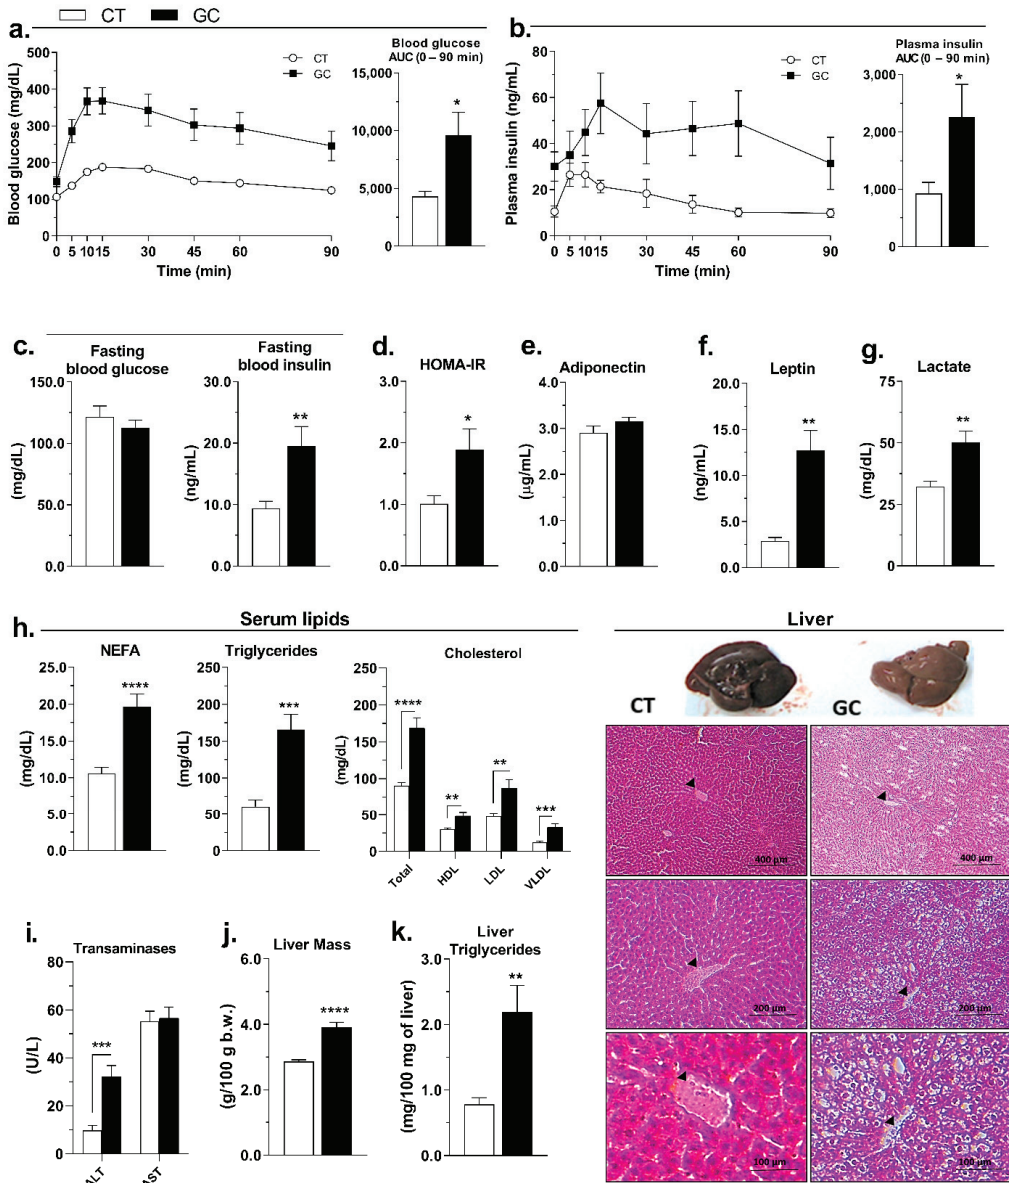 CT GC
a.
Blood glucose (mg/dL)
500
400
300
200
100
0
CT
GC
0 5 10 15 30 45 60 90
Time (min)
Blood glucose
AUC (0 – 90 min)
15,000
10,000
5,000
0
*
b.
Plasma insulin (ng/mL)
80
60
40
20
0
CT
GC
0 5 10 15 30 45 60 90
Time (min)
Plasma insulin
AUC (0 – 90 min)
3,000
2,000
1,000
0
*
c.
Fasting
blood glucose
(mg/dL)
150.0
100.0
50.0
0.0
Fasting
blood insulin
(ng/mL)
30.0
20.0
10.0
0.0
**
d.
HOMA-IR
3.0
2.0
1.0
0.0
*
e.
Adiponectin
(µg/mL)
4.0
3.0
2.0
1.0
0.0
f.
Leptin
(ng/mL)
20.0
15.0
10.0
5.0
0.0
**
g.
Lactate
(mg/dL)
75
50
25
0
**
h.
Serum lipids
NEFA
(mg/dL)
25.0
20.0
15.0
10.0
5.0
0.0
****
Triglycerides
(mg/dL)
250
200
150
100
50
0
***
Cholesterol
(mg/dL)
250
200
150
100
50
0
****
**
**
***
Total HDL LDL VLDL
Liver
CT GC
400 µm
400 µm
200 µm
200 µm
100 µm
100 µm
i.
Transaminases
(U/L)
80
60
40
20
0
***
ALT AST
j.
Liver Mass
(g/100 g b.w.)
6.0
4.0
2.0
0.0
****
k.
Liver
Triglycerides
(mg/100 mg of liver)
3.0
2.0
1.0
0.0
**